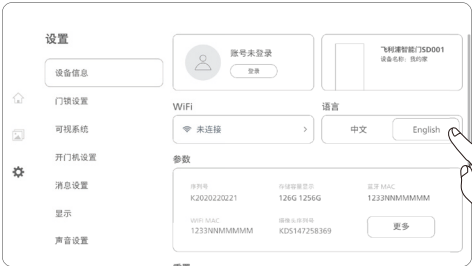 设置
设备信息
门锁设置
可视系统
开门机设置
消息设置
显示
声音设置
账号未登录
登录
飞利浦智能门SD001
设备名称：我的家
WiFi
未连接
语言
中文
English
参数
序列号
K2020220221
存储容量显示
126G 1256G
蓝牙 MAC
1233NNMMMMM
WiFi MAC
1233NNMMMMM
摄像头序列号
KDS147258369
更多